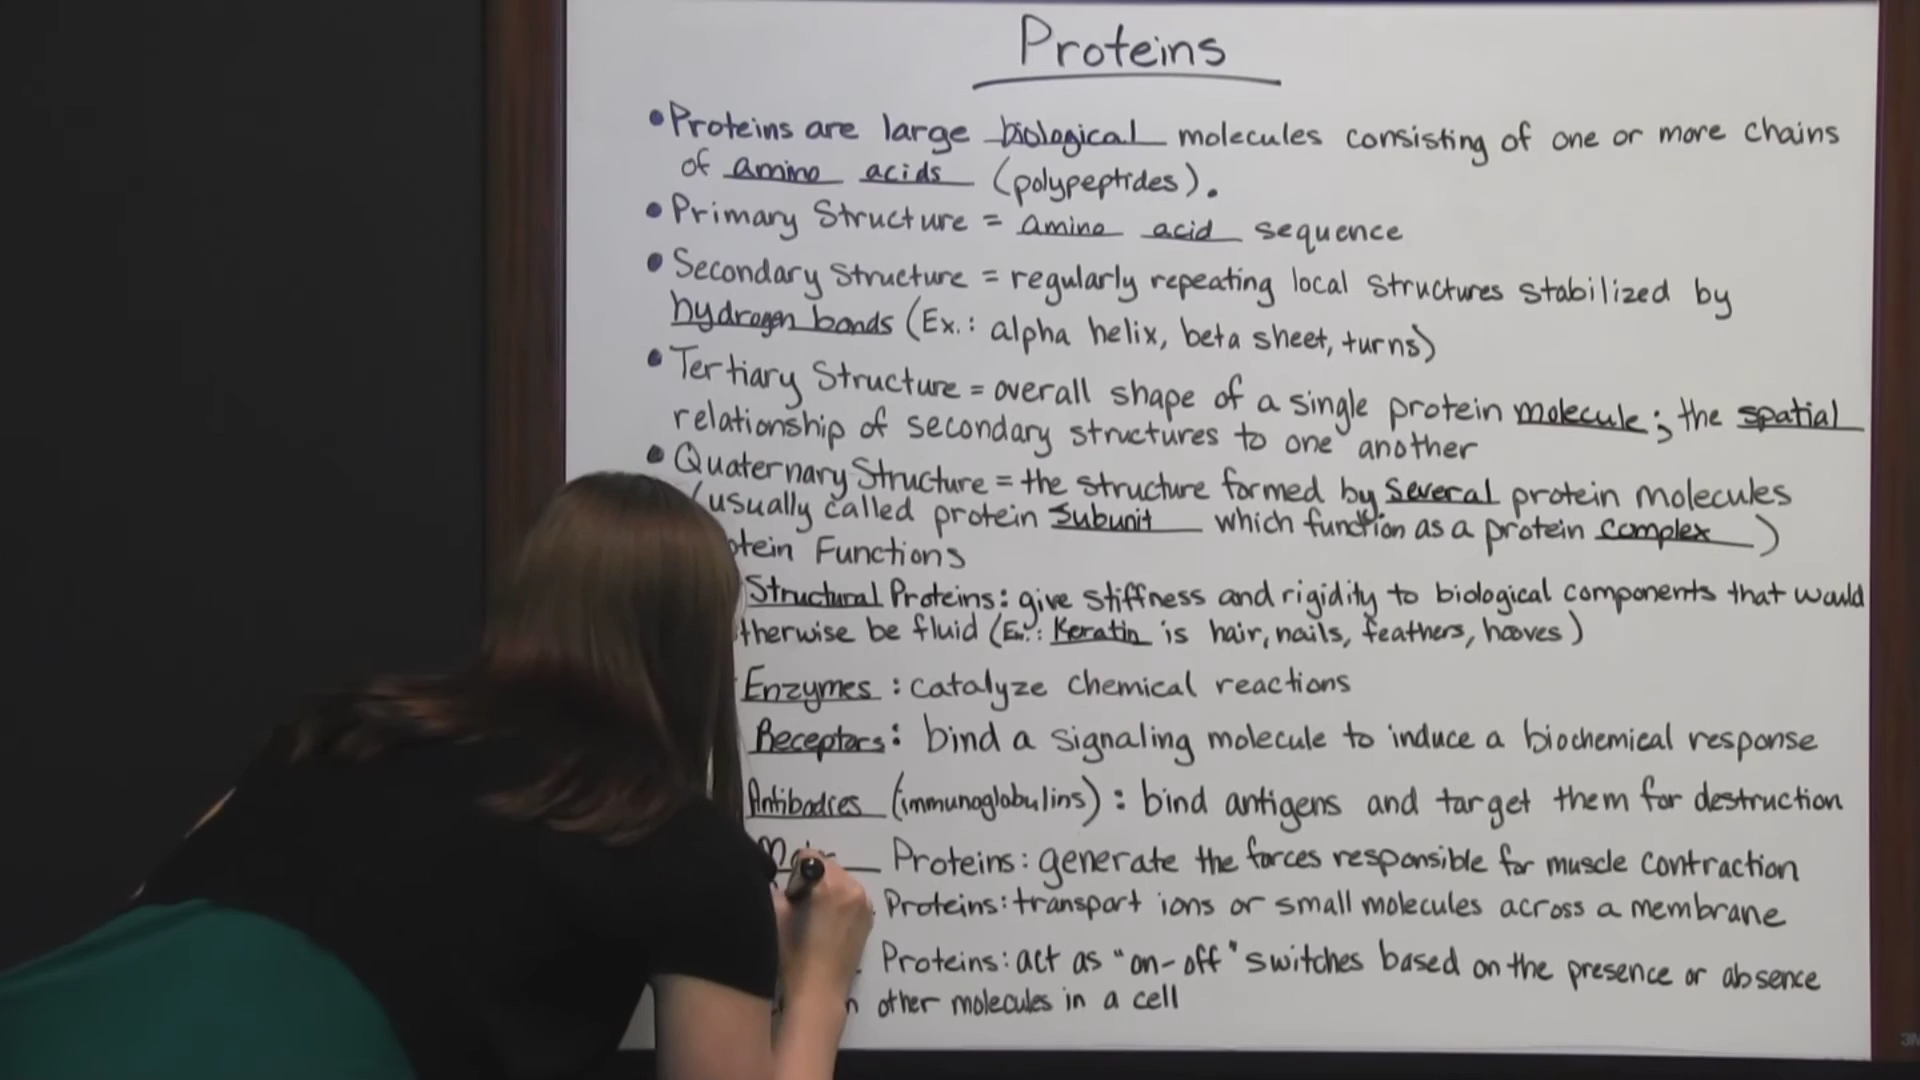 Proteins
• Proteins are large biological molecules consisting of one or more chains
of amino acids (polypeptides).
• Primary Structure = amino acid sequence
• Secondary Structure = regularly repeating local structures stabilized by
hydrogen bonds (Ex.: alpha helix, beta sheet, turns)
• Tertiary Structure = overall shape of a single protein molecule; the spatial
relationship of secondary structures to one another
• Quaternary Structure = the structure formed by several protein molecules
(usually called protein subunit which function as a protein complex)
otein Functions
Structural Proteins: give stiffness and rigidity to biological components that would
therwise be fluid (Ex.: Keratin is hair, nails, feathers, hooves)
Enzymes: catalyze chemical reactions
Receptors: bind a signaling molecule to induce a biochemical response
Antibodies (immunoglobulins): bind antigens and target them for destruction
Proteins: generate the forces responsible for muscle contraction
Proteins: transport ions or small molecules across a membrane
Proteins: act as "on-off" switches based on the presence or absence
other molecules in a cell
3M